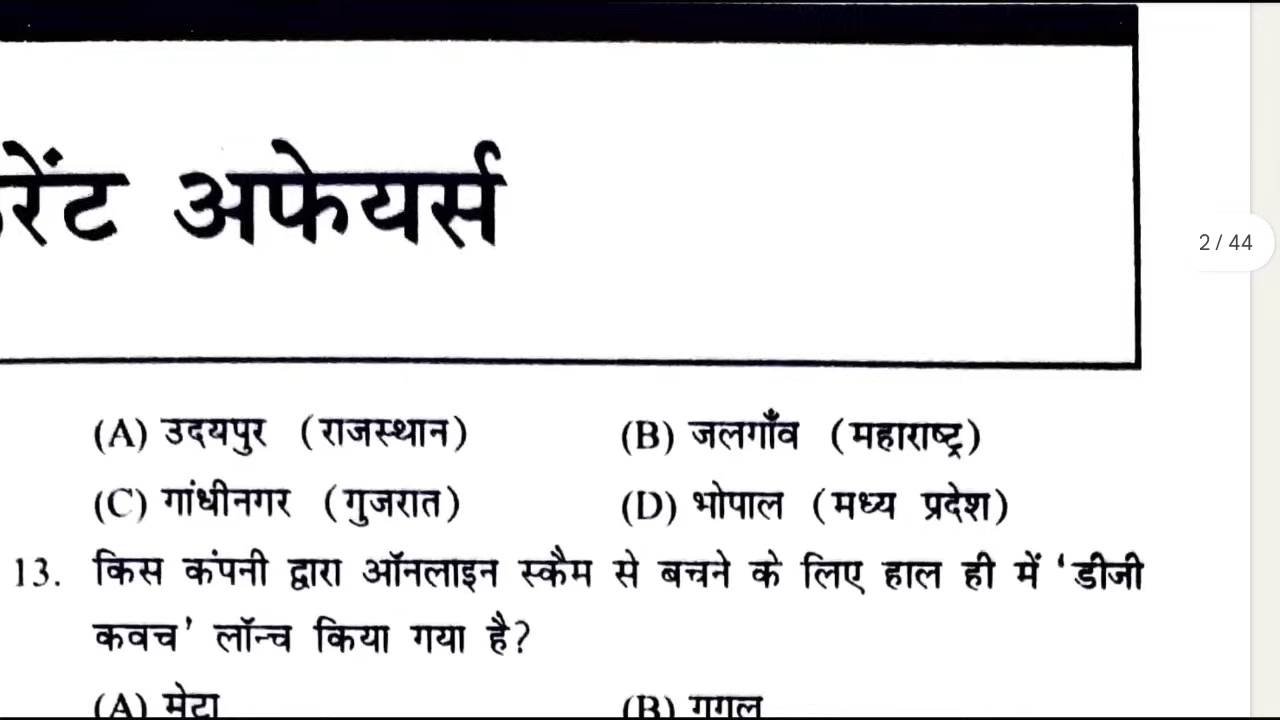 रेंट अफेयर्स
2 / 44
(A) उदयपुर (राजस्थान) (B) जलगाँव (महाराष्ट्र)
(C) गांधीनगर (गुजरात) (D) भोपाल (मध्य प्रदेश)
13. किस कंपनी द्वारा ऑनलाइन स्कैम से बचने के लिए हाल ही में ‘डीजी
कवच’ लॉन्च किया गया है?
(A) मेटा (B) गूगल